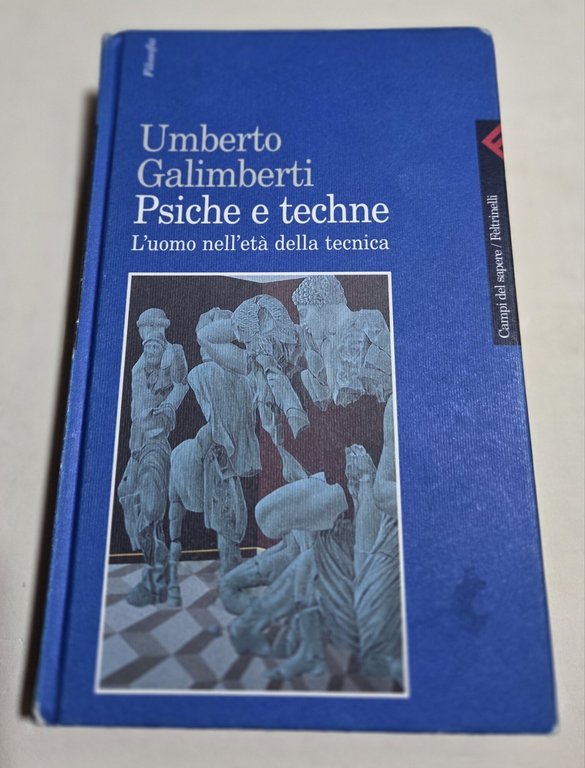 Filosofia
Umberto
Galimberti
Psiche e techne
L'uomo nell'età della tecnica
Campi del sapere / Feltrinelli